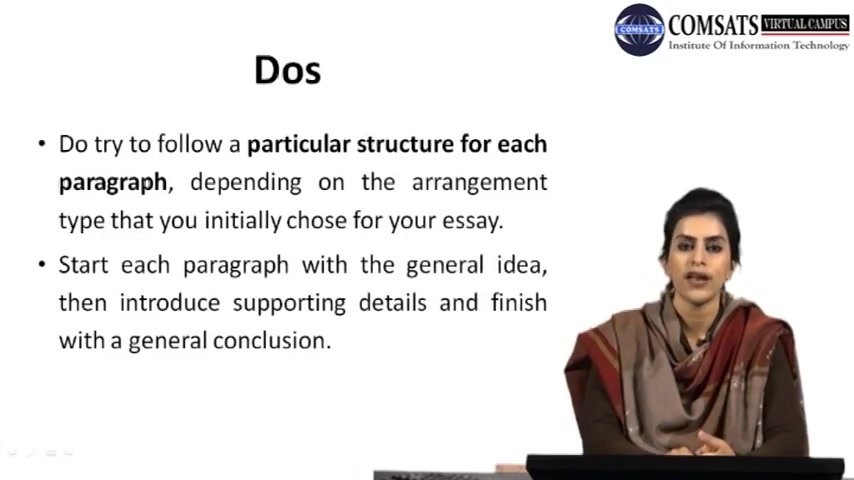 COMSATS VIRTUAL CAMPUS
Institute Of Information Technology
COMSATS
Dos
• Do try to follow a particular structure for each
paragraph, depending on the arrangement
type that you initially chose for your essay.
• Start each paragraph with the general idea,
then introduce supporting details and finish
with a general conclusion.